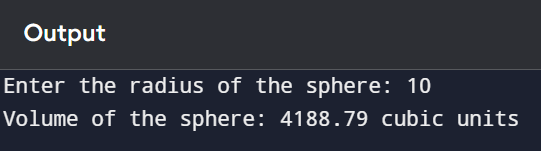 Output
Enter the radius of the sphere: 10
Volume of the sphere: 4188.79 cubic units